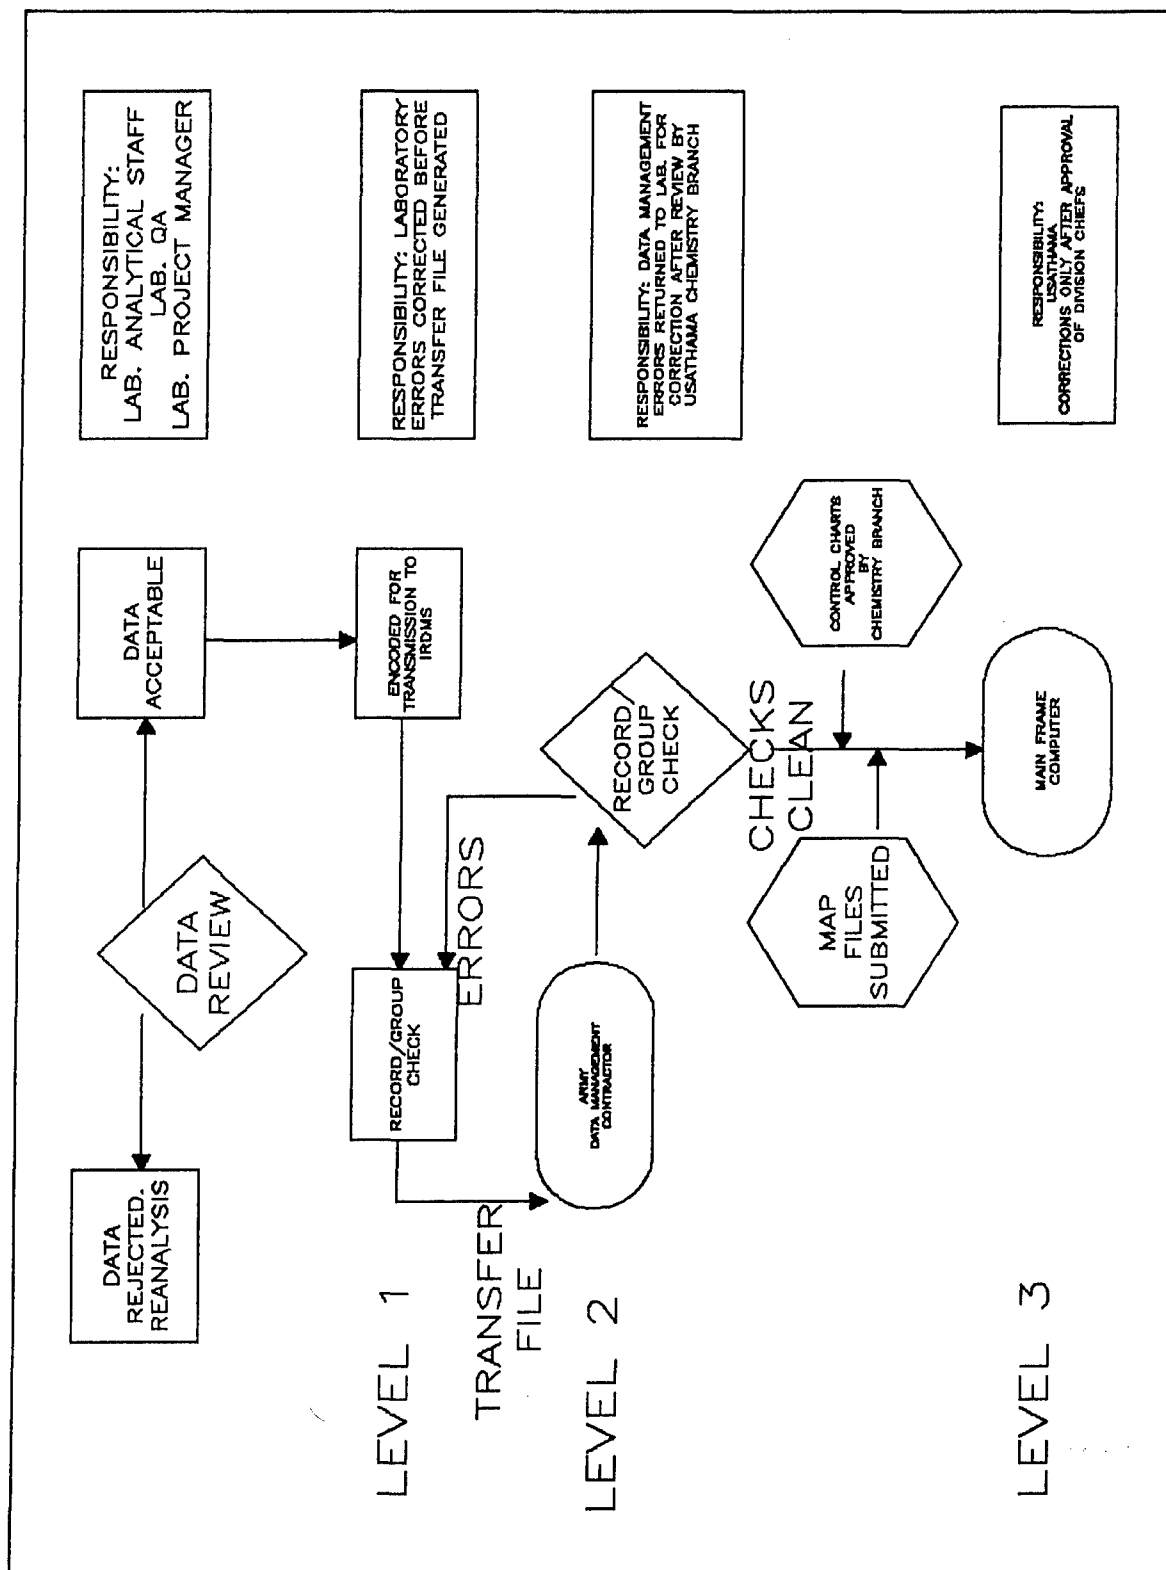 DATA
REJECTED.
REANALYSIS
DATA
REVIEW
DATA
ACCEPTABLE
RESPONSIBILITY:
LAB. ANALYTICAL STAFF
LAB. QA
LAB. PROJECT MANAGER
LEVEL 1
RECORD/GROUP
CHECK
ENCODED FOR
TRANSMISSION TO
IRDMS
RESPONSIBILITY: LABORATORY
ERRORS CORRECTED BEFORE
TRANSFER FILE GENERATED
TRANSFER
FILE
ERRORS
LEVEL 2
ARMY
DATA MANAGEMENT
CONTRACTOR
RECORD/
GROUP
CHECK
RESPONSIBILITY: DATA MANAGEMENT
ERRORS RETURNED TO LAB. FOR
CORRECTION AFTER REVIEW BY
USATHAMA CHEMISTRY BRANCH
CHECKS
CLEAN
MAP
FILES
SUBMITTED
CONTROL CHARTS
APPROVED
BY
CHEMISTRY BRANCH
LEVEL 3
MAIN FRAME
COMPUTER
RESPONSIBILITY:
USATHAMA
CORRECTIONS ONLY AFTER APPROVAL
OF DIVISION CHIEFS